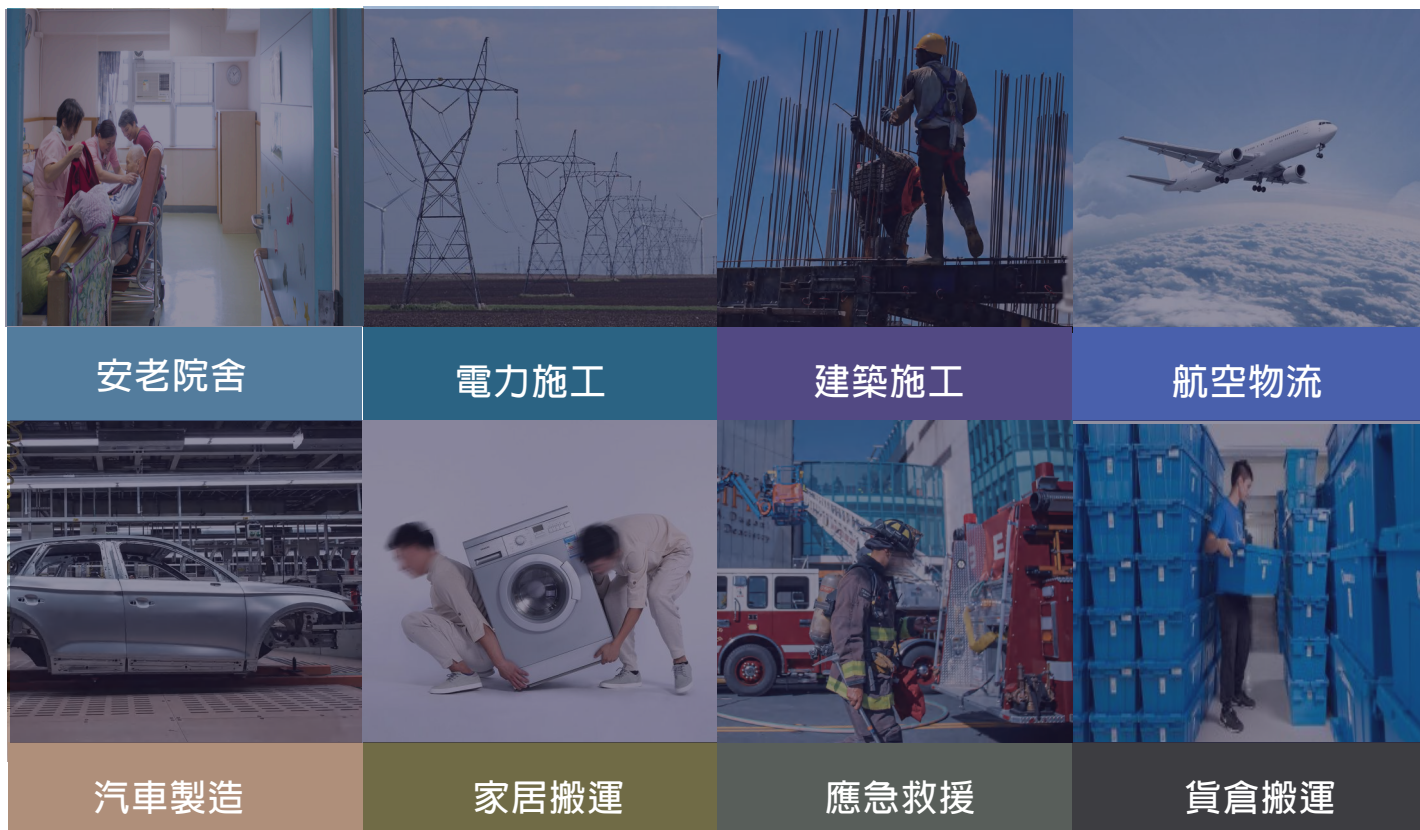 安老院舍
電力施工
建築施工
航空物流
汽車製造
家居搬運
應急救援
貨倉搬運